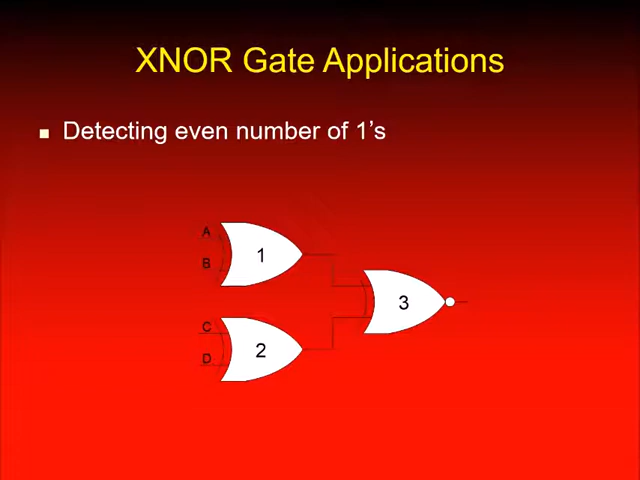 XNOR Gate Applications
Detecting even number of 1’s
A
B
1
C
D
2
3